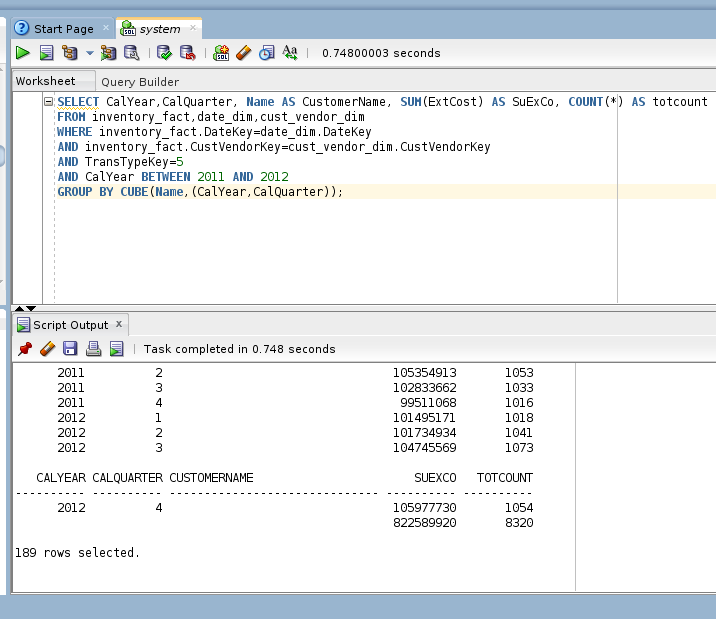 Start Page
system
0.74800003 seconds
Worksheet
Query Builder
SELECT CalYear,CalQuarter, Name AS CustomerName, SUM(ExtCost) AS SuExCo, COUNT(*) AS totcount
FROM inventory_fact,date_dim,cust_vendor_dim
WHERE inventory_fact.DateKey=date_dim.DateKey
AND inventory_fact.CustVendorKey=cust_vendor_dim.CustVendorKey
AND TransTypeKey=5
AND CalYear BETWEEN 2011 AND 2012
GROUP BY CUBE(Name,(CalYear,CalQuarter));
Script Output x
Task completed in 0.748 seconds
2011 2 105354913 1053
2011 3 102833662 1033
2011 4 99511068 1016
2012 1 101495171 1018
2012 2 101734934 1041
2012 3 104745569 1073
CALYEAR CALQUARTER CUSTOMERNAME SUEXCO TOTCOUNT
---------- ---------- ------------------------------ ---------- ----------
2012 4 105977730 1054
822589920 8320
189 rows selected.